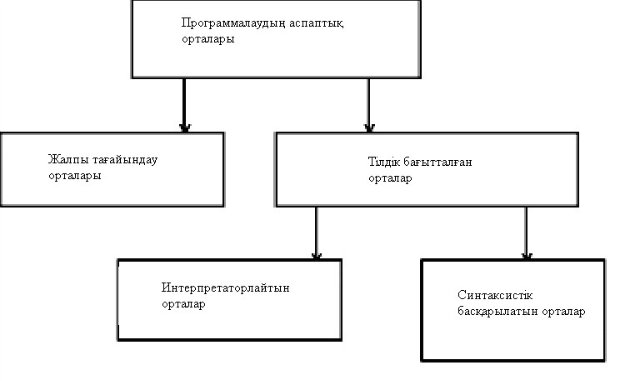 Программалаудың аспаптық
орталары
Жалпы тағайындау
орталары
Тілдік бағытталған
орталар
Интерпретаторлайтын
орталар
Синтаксистік
басқарылатын орталар